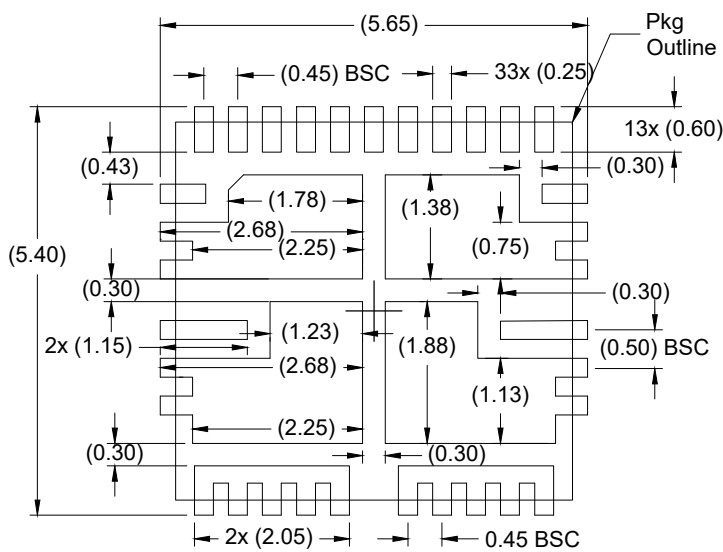 (5.65)
Pkg
Outline
(0.45) BSC
33x (0.25)
13x (0.60)
(0.43)
(0.30)
(1.78)
(1.38)
(2.68)
(0.75)
(2.25)
(5.40)
(0.30)
(0.30)
(1.23)
(1.88)
(0.50) BSC
2x (1.15)
(2.68)
(1.13)
(2.25)
(0.30)
(0.30)
2x (2.05)
0.45 BSC